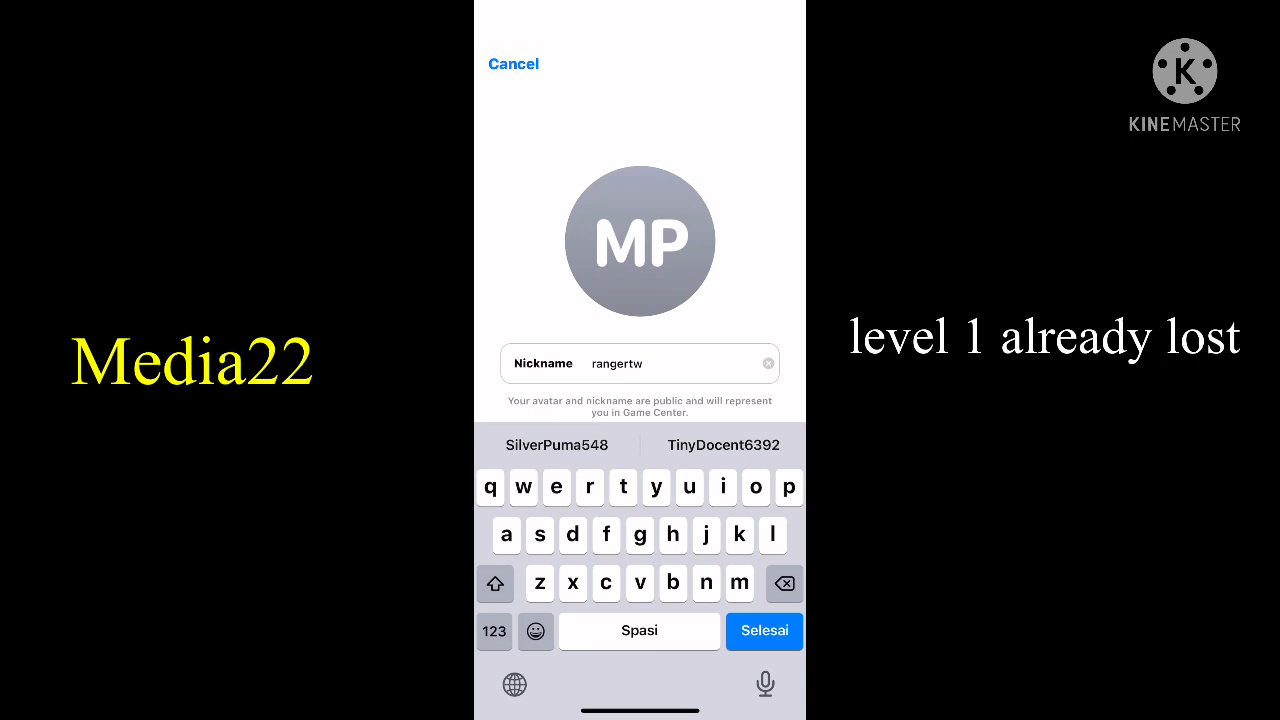 Cancel
K
KINEMASTER
MP
Media22
level 1 already lost
Nickname rangertw
Your avatar and nickname are public and will represent
you in Game Center.
SilverPuma548 TinyDocent6392
q w e r t y u i o p
a s d f g h j k l
z x c v b n m
123 Spasi Selesai